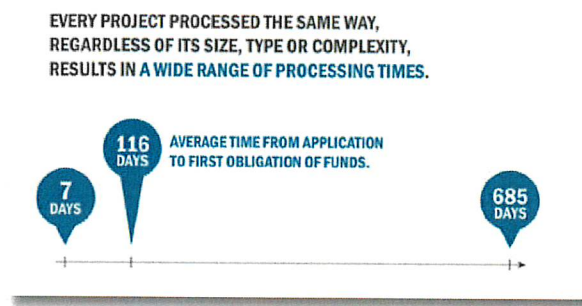 EVERY PROJECT PROCESSED THE SAME WAY,
REGARDLESS OF ITS SIZE, TYPE OR COMPLEXITY,
RESULTS IN A WIDE RANGE OF PROCESSING TIMES.
116
DAYS
AVERAGE TIME FROM APPLICATION
TO FIRST OBLIGATION OF FUNDS.
7
DAYS
685
DAYS